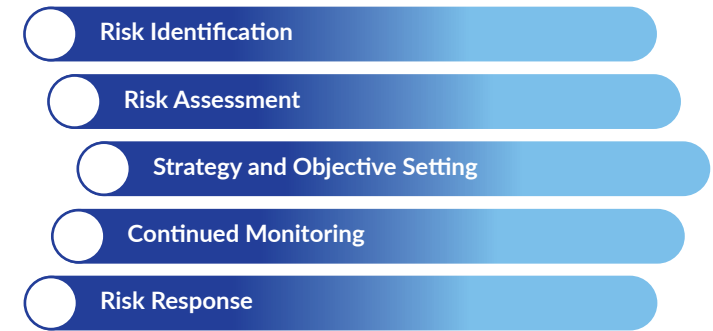 Risk Identification
Risk Assessment
Strategy and Objective Setting
Continued Monitoring
Risk Response